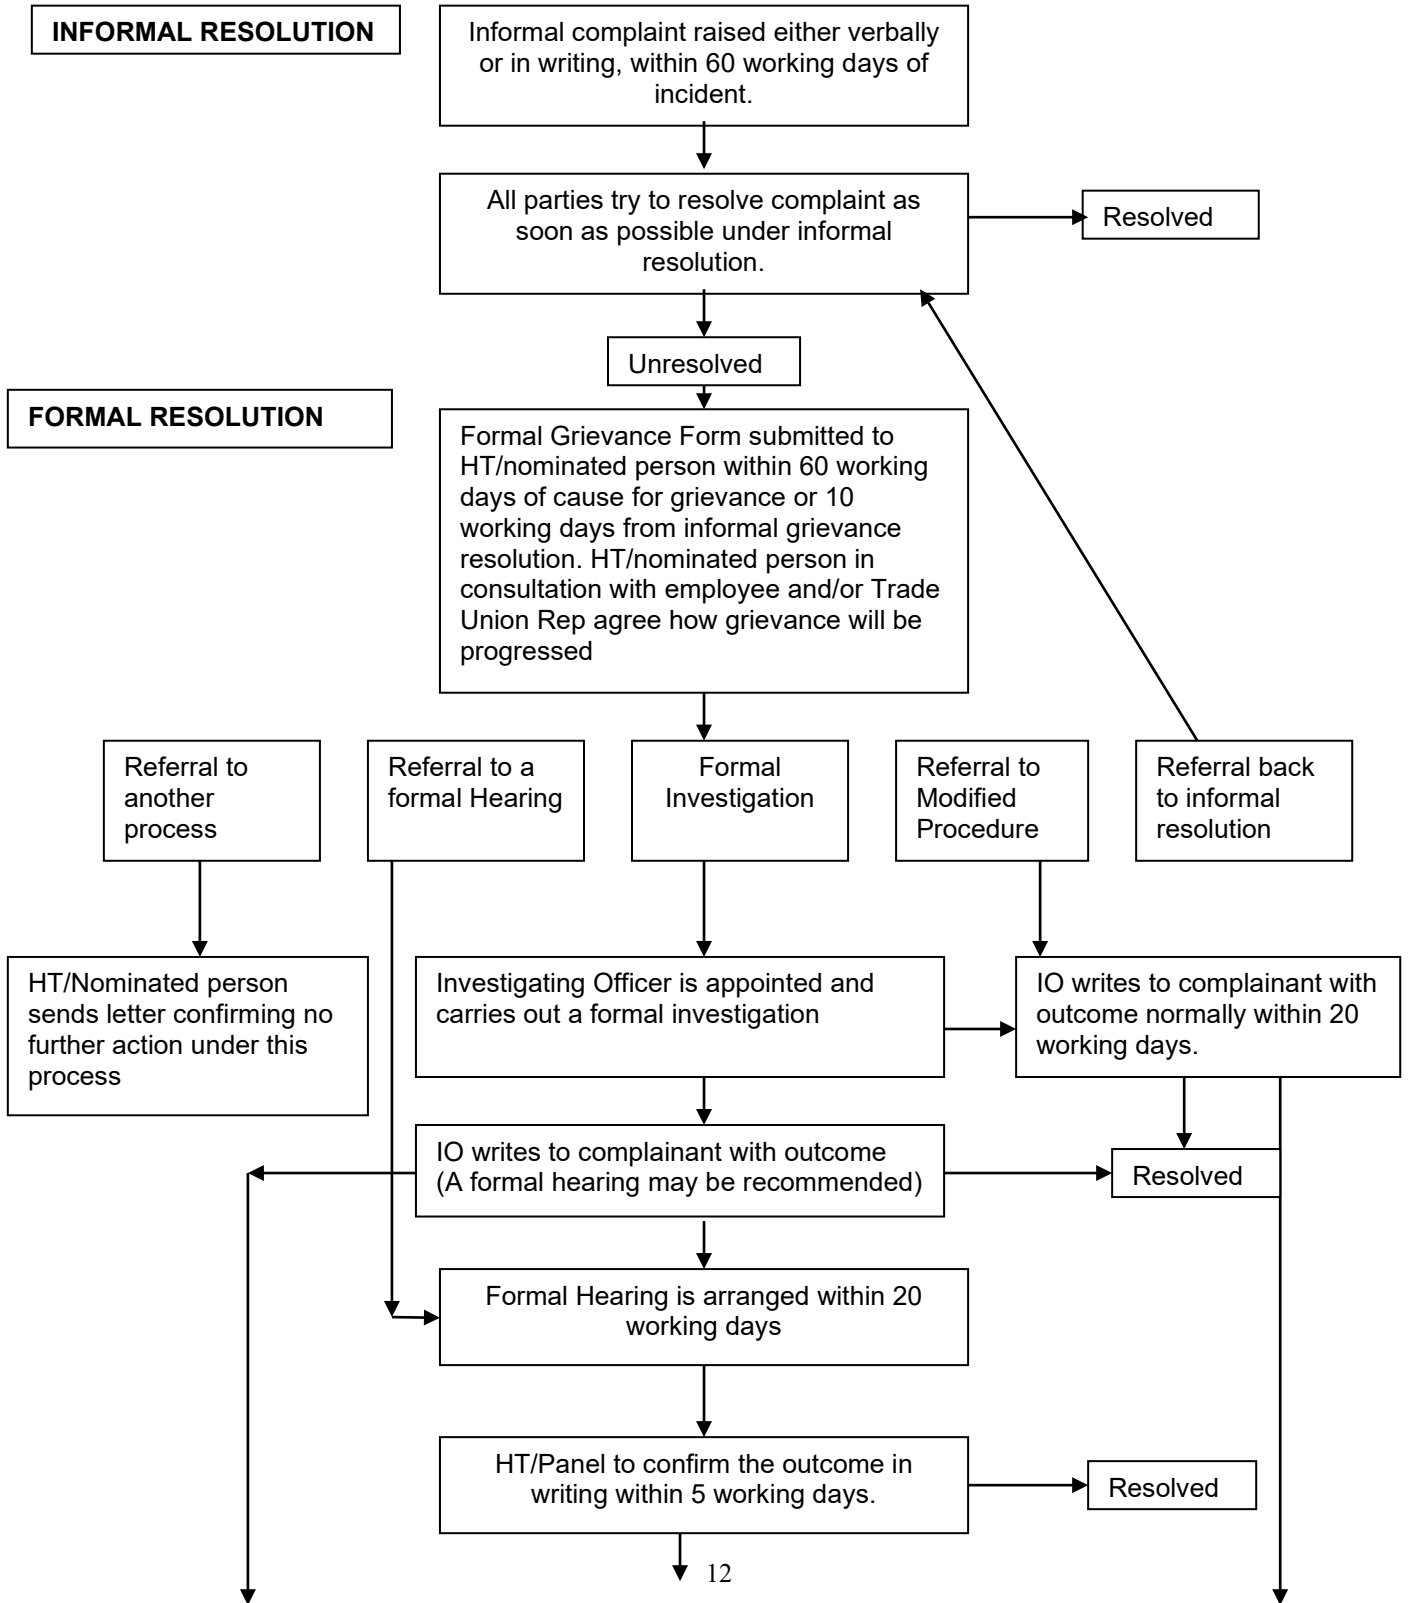 INFORMAL RESOLUTION
Informal complaint raised either verbally
or in writing, within 60 working days of
incident.
All parties try to resolve complaint as
soon as possible under informal
resolution.
Resolved
Unresolved
FORMAL RESOLUTION
Formal Grievance Form submitted to
HT/nominated person within 60 working
days of cause for grievance or 10
working days from informal grievance
resolution. HT/nominated person in
consultation with employee and/or Trade
Union Rep agree how grievance will be
progressed
Referral to
another
process
Referral to a
formal Hearing
Formal
Investigation
Referral to
Modified
Procedure
Referral back
to informal
resolution
HT/Nominated person
sends letter confirming no
further action under this
process
Investigating Officer is appointed and
carries out a formal investigation
IO writes to complainant with
outcome normally within 20
working days.
IO writes to complainant with outcome
(A formal hearing may be recommended)
Resolved
Formal Hearing is arranged within 20
working days
HT/Panel to confirm the outcome in
writing within 5 working days.
Resolved
12